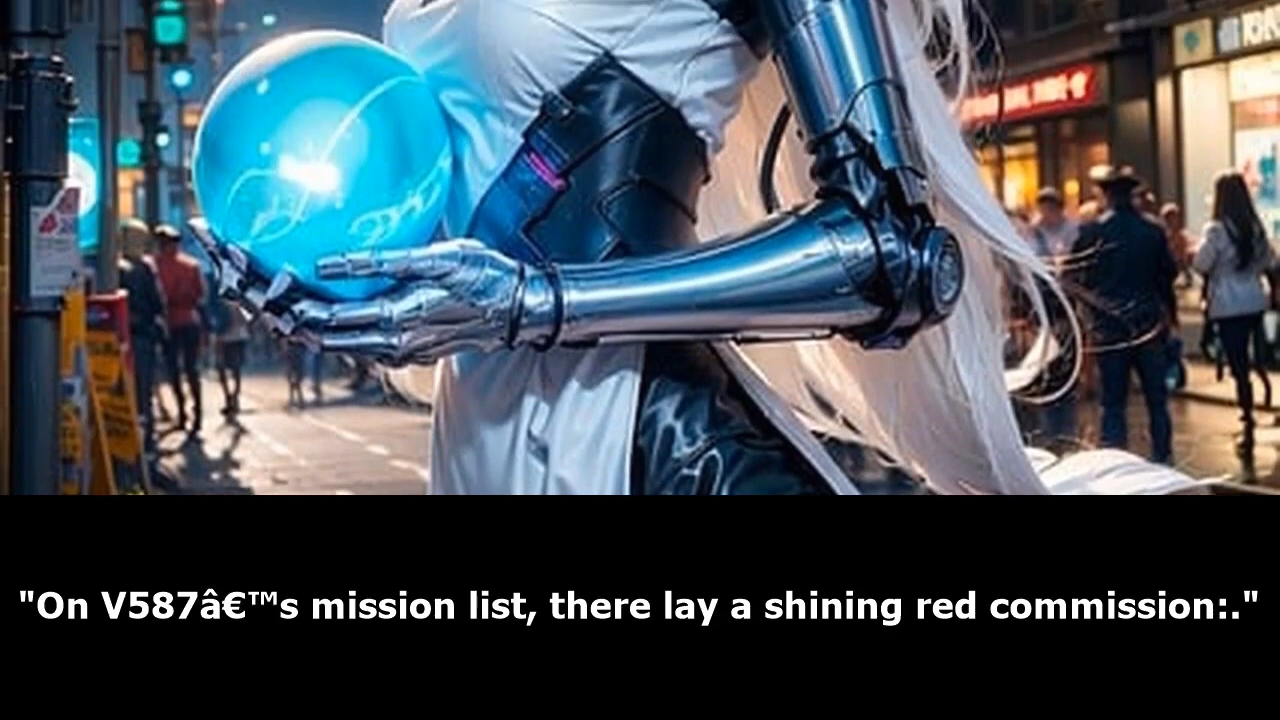 "On V587â€™s mission list, there lay a shining red commission:."